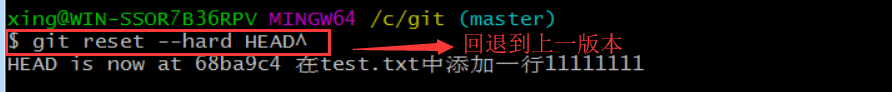 xing@WIN-SSOR7B36RPV MINGW64 /c/git (master)
$ git reset --hard HEAD^ 回退到上一版本
HEAD is now at 68ba9c4 在test.txt中添加一行11111111